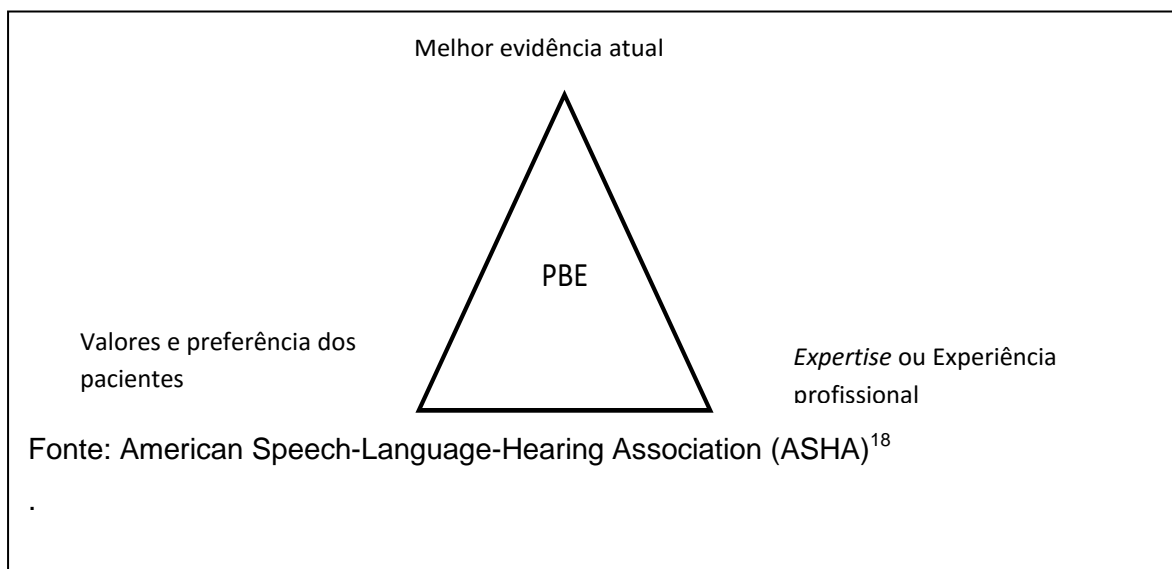 Melhor evidência atual
PBE
Valores e preferência dos
pacientes
Expertise ou Experiência
profissional
Fonte: American Speech-Language-Hearing Association (ASHA)18
.